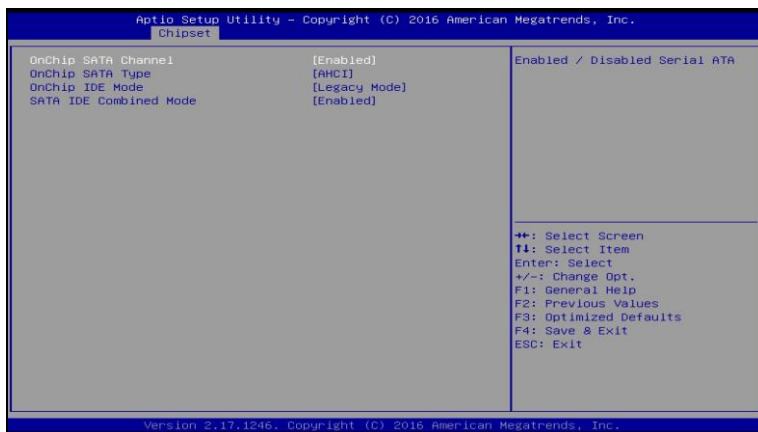 Aptio Setup Utility – Copyright (C) 2016 American Megatrends, Inc.
Chipset
OnChip SATA Channel [Enabled]
OnChip SATA Type [AHCI]
OnChip IDE Mode [Legacy Mode]
SATA IDE Combined Mode [Enabled]
Enabled / Disabled Serial ATA
→←: Select Screen
↑↓: Select Item
Enter: Select
+/-: Change Opt.
F1: General Help
F2: Previous Values
F3: Optimized Defaults
F4: Save & Exit
ESC: Exit
Version 2.17.1246. Copyright (C) 2016 American Megatrends, Inc.